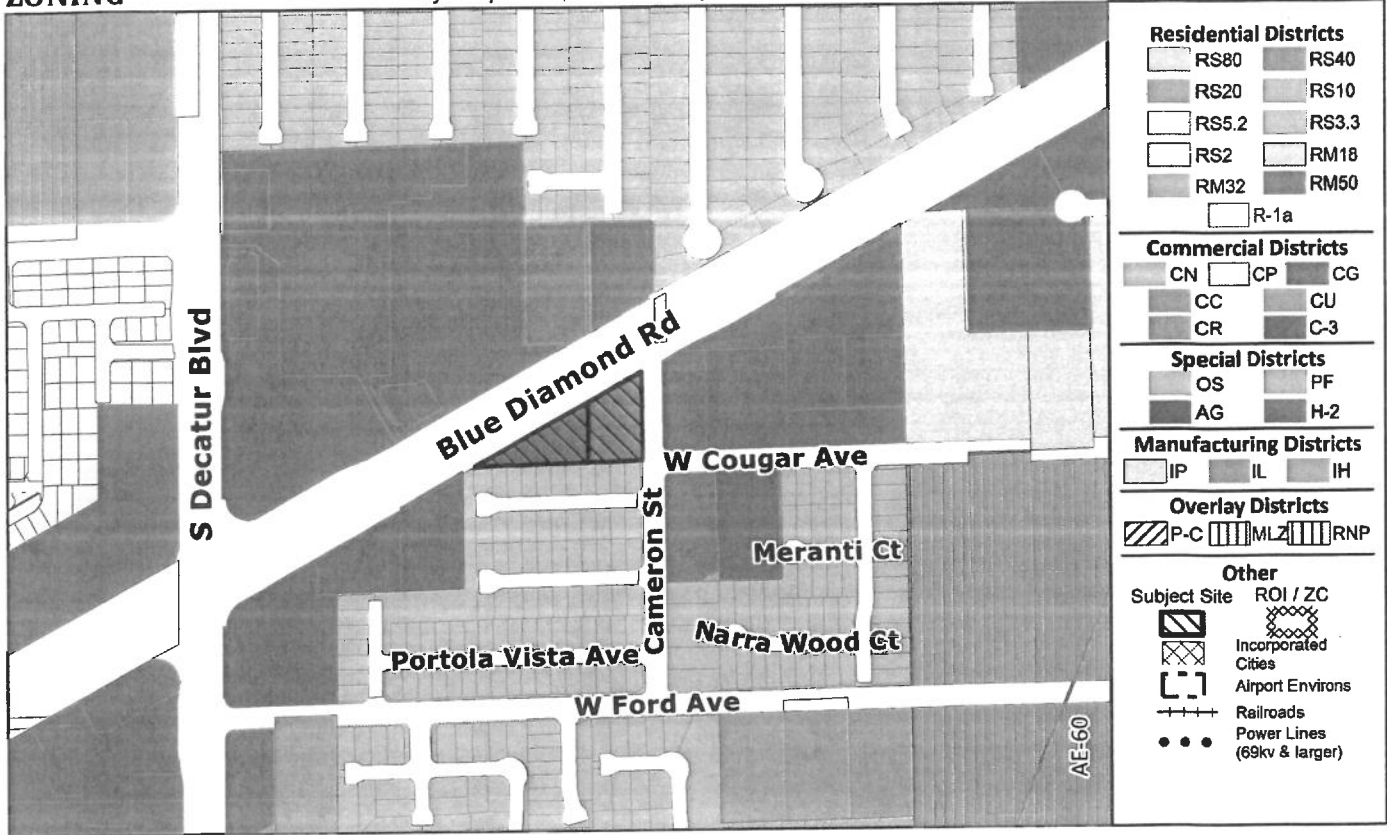 ZONING
S Decatur Blvd
Blue Diamond Rd
W Cougar Ave
Cameron St
Meranti Ct
Narra Wood Ct
Portola Vista Ave
W Ford Ave
AE-60
Residential Districts
RS80 RS40
RS20 RS10
RS5.2 RS3.3
RS2 RM18
RM32 RM50
R-1a
Commercial Districts
CN CP CG
CC CU
CR C-3
Special Districts
OS PF
AG H-2
Manufacturing Districts
IP IL IH
Overlay Districts
P-C MLZ RNP
Other
Subject Site ROI / ZC
Incorporated
Cities
Airport Environs
Railroads
Power Lines
(69kv & larger)